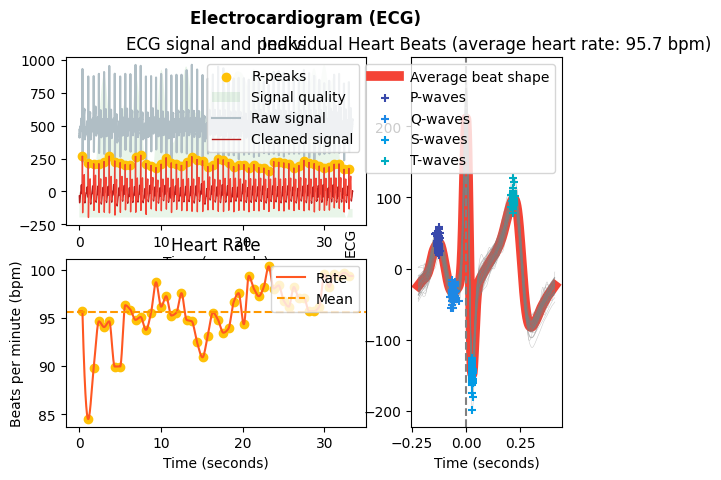 Electrocardiogram (ECG)
ECG signal and peaks
Individual Heart Beats (average heart rate: 95.7 bpm)
1000
750
500
250
0
−250
0
10
20
30
R-peaks
Signal quality
Raw signal
Cleaned signal
Time (seconds)
Heart Rate
Beats per minute (bpm)
100
95
90
85
0
10
20
30
Rate
Mean
Time (seconds)
ECG
200
100
0
−100
−200
−0.25
0.00
0.25
Average beat shape
P-waves
Q-waves
S-waves
T-waves
Time (seconds)